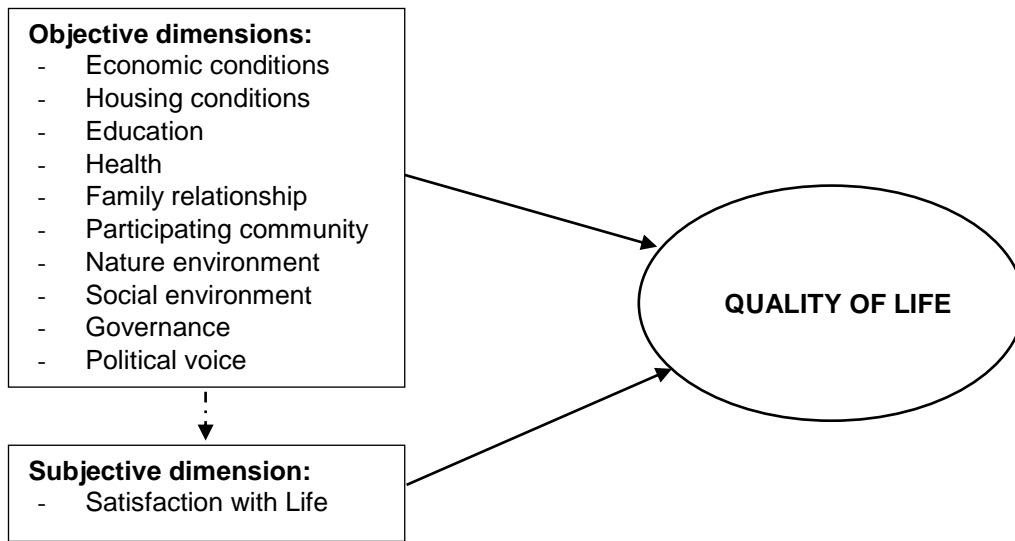 Objective dimensions:
- Economic conditions
- Housing conditions
- Education
- Health
- Family relationship
- Participating community
- Nature environment
- Social environment
- Governance
- Political voice
QUALITY OF LIFE
Subjective dimension:
- Satisfaction with Life